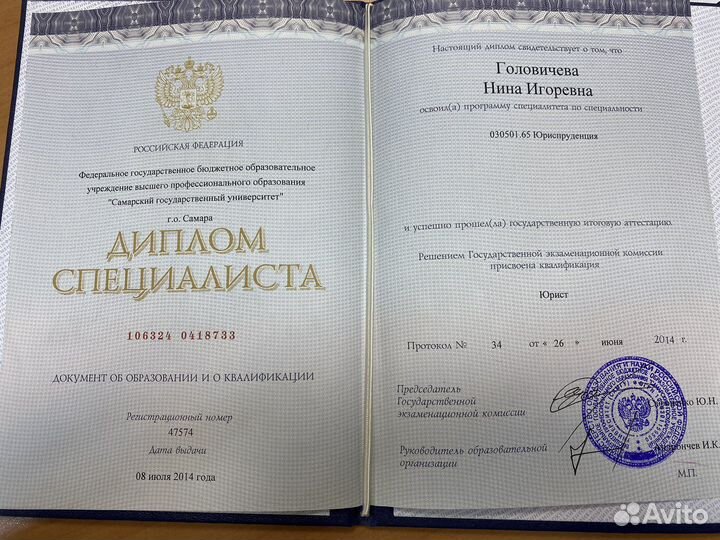 РОССИЙСКАЯ ФЕДЕРАЦИЯ
Федеральное государственное бюджетное образовательное
учреждение высшего профессионального образования
"Самарский государственный университет"
г.о. Самара
ДИПЛОМ
СПЕЦИАЛИСТА
106324 0418733
ДОКУМЕНТ ОБ ОБРАЗОВАНИИ И О КВАЛИФИКАЦИИ
Регистрационный номер
47574
Дата выдачи
08 июля 2014 года
Настоящий диплом свидетельствует о том, что
Головичева
Нина Игоревна
освоил(а) программу специалитета по специальности
030501.65 Юриспруденция
и успешно прошел(ла) государственную итоговую аттестацию.
Решением Государственной экзаменационной комиссии
присвоена квалификация
Юрист
Протокол № 34 от « 26 » июня 2014 г.
Председатель
Государственной
экзаменационной комиссии
Ю.Н.
Руководитель образовательной
организации
И.К.
М.П.
Avito